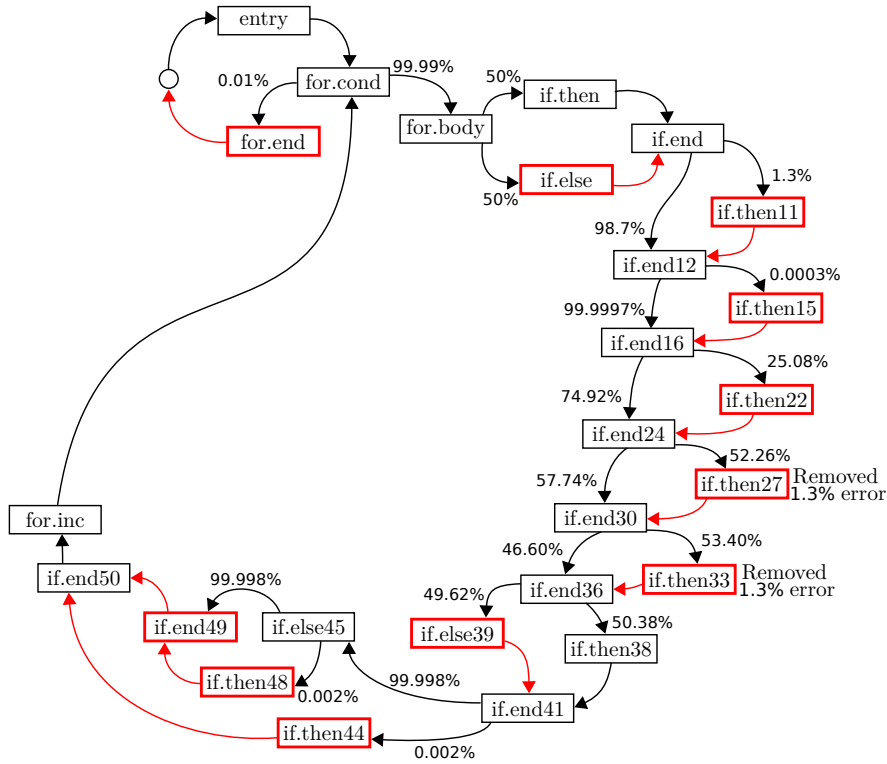 entry
for.cond
99.99%
0.01%
for.end
for.body
50%
if.then
50%
if.else
if.end
1.3%
if.then11
98.7%
if.end12
0.0003%
if.then15
99.9997%
if.end16
25.08%
if.then22
74.92%
if.end24
52.26%
if.then27
Removed
1.3% error
57.74%
if.end30
53.40%
if.then33
Removed
1.3% error
46.60%
if.end36
49.62%
if.else39
50.38%
if.then38
if.end41
99.998%
if.else45
99.998%
if.end49
0.002%
if.then48
0.002%
if.then44
if.end50
for.inc